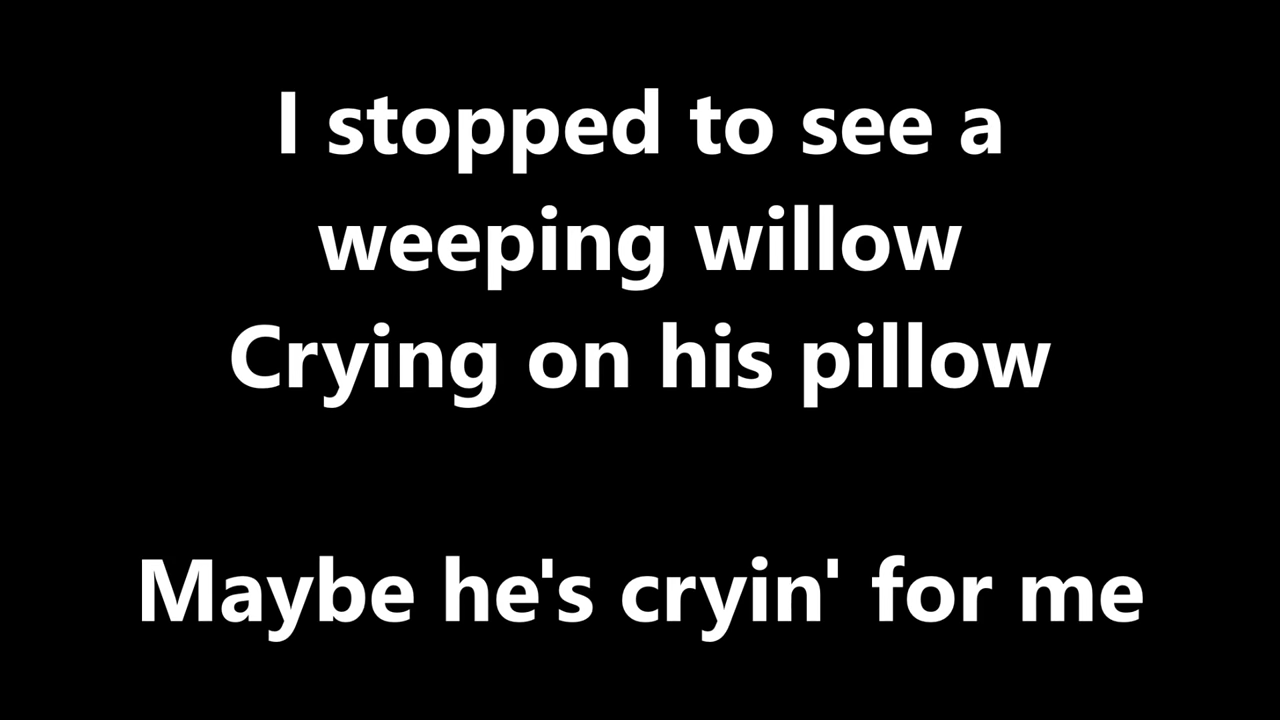 I stopped to see a
weeping willow
Crying on his pillow
Maybe he's cryin' for me